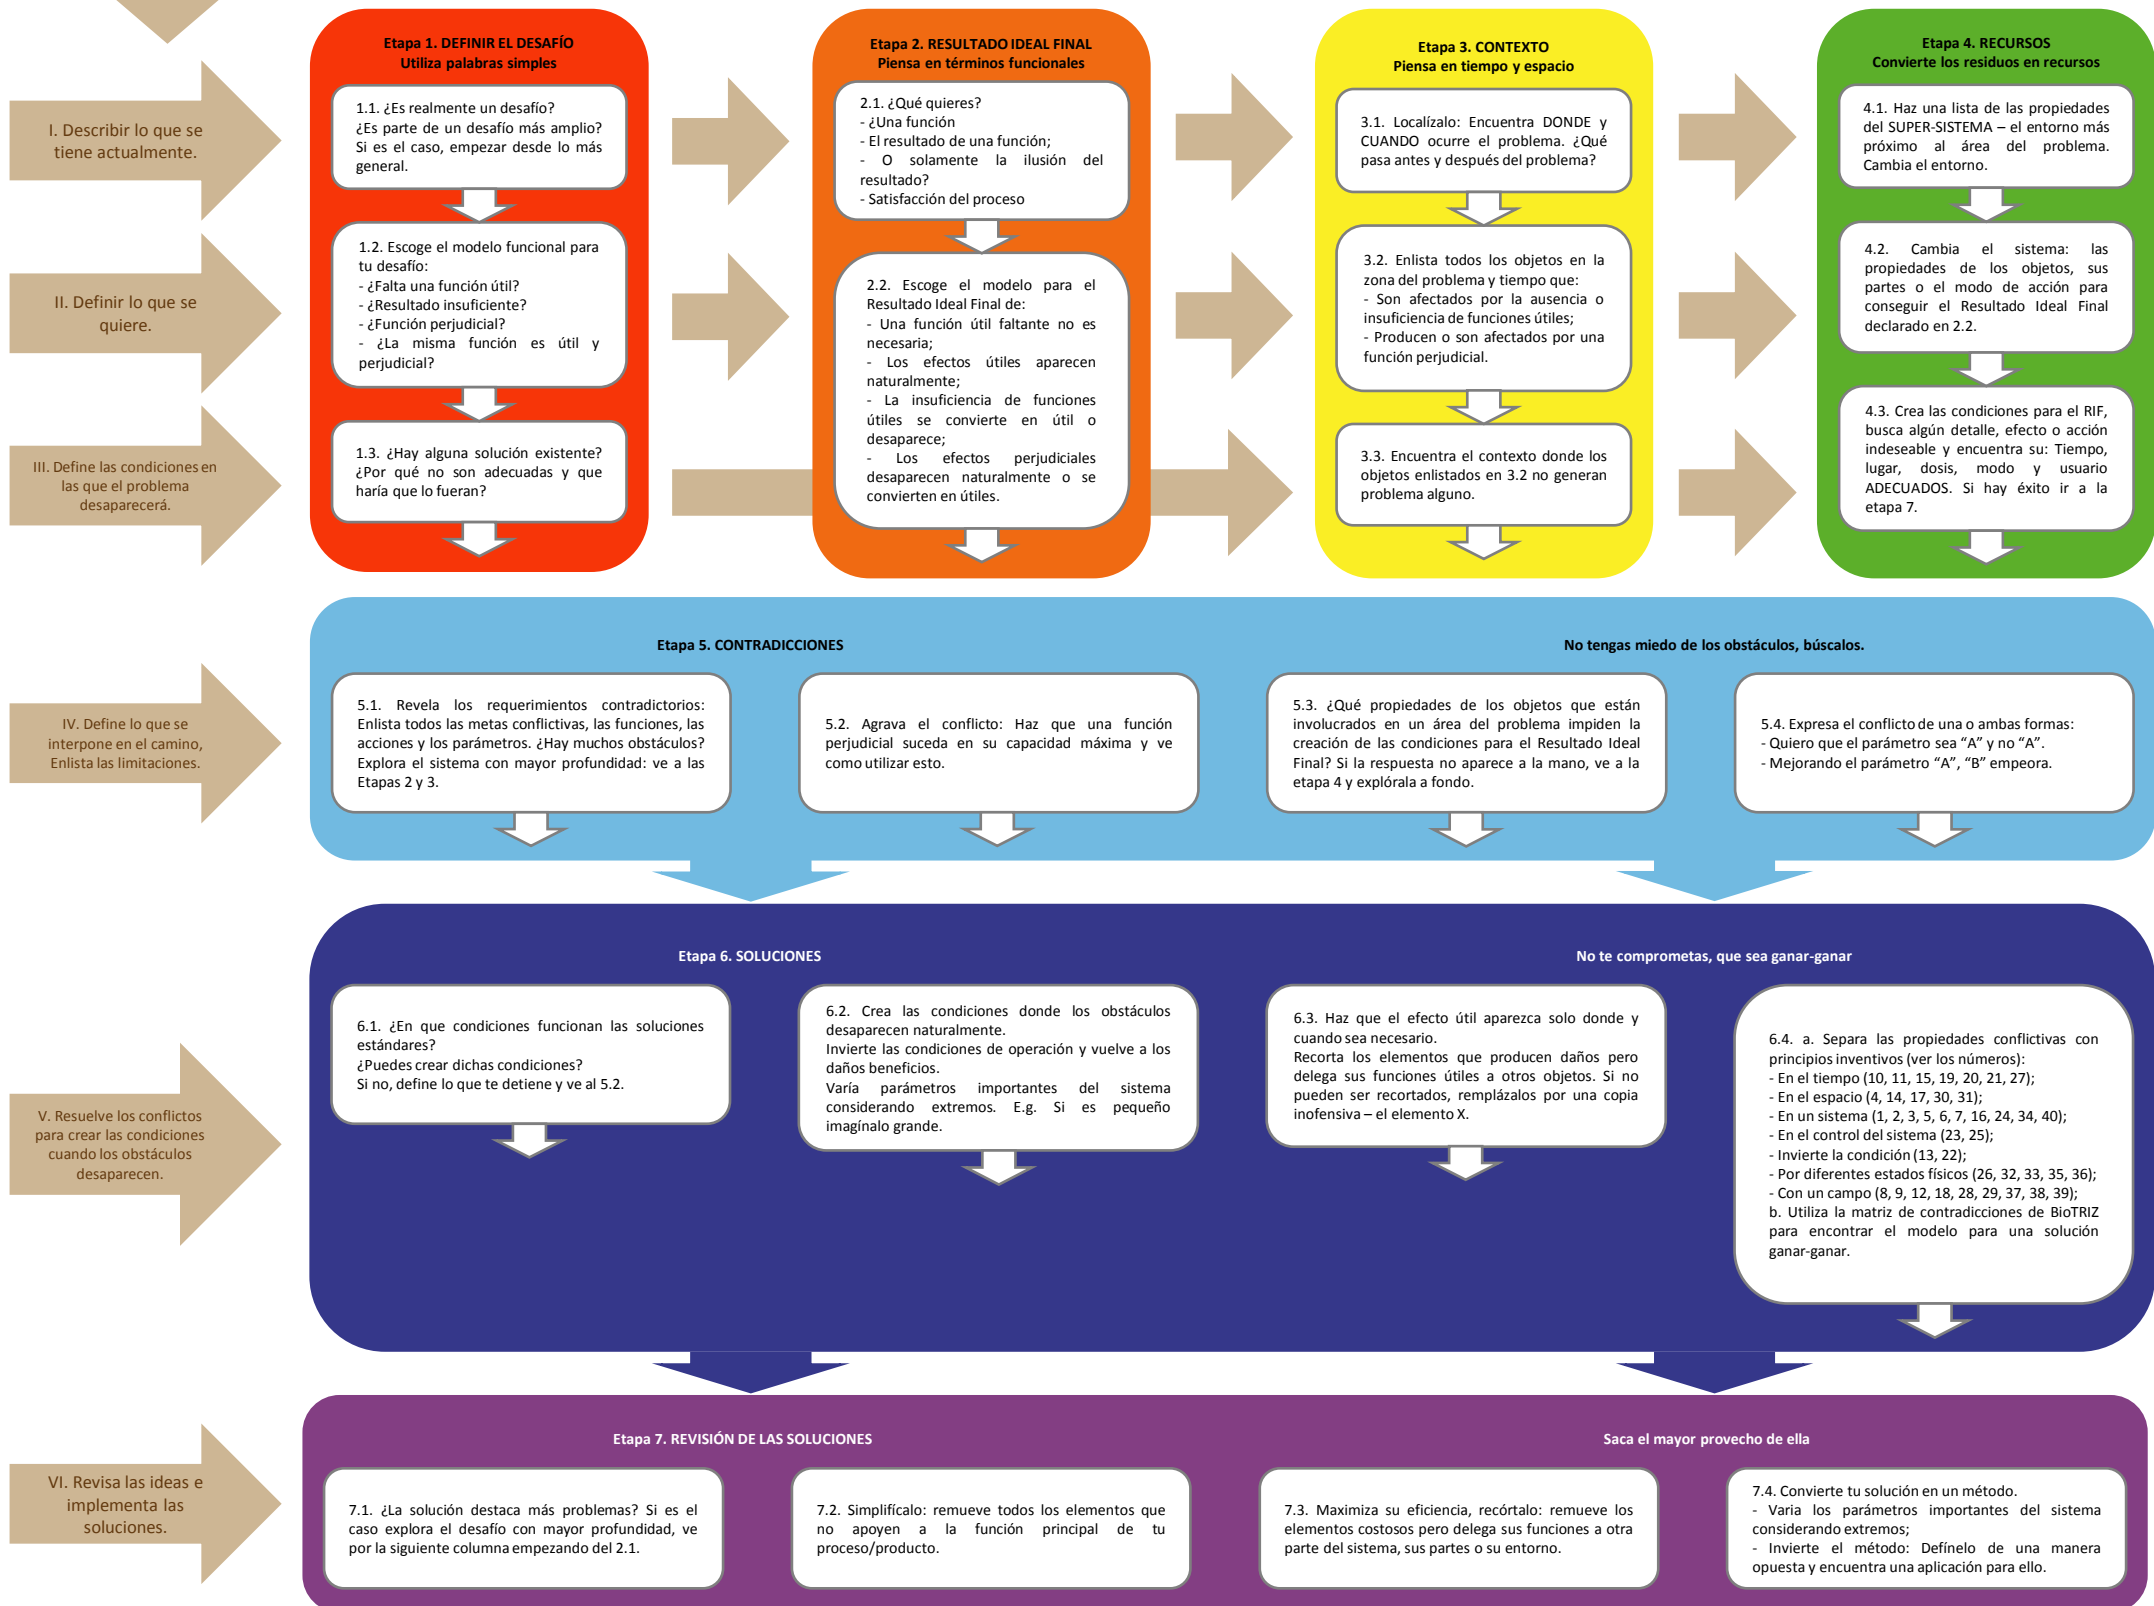 Etapa 1. DEFINIR EL DESAFÍO
Utiliza palabras simples
1.1. ¿Es realmente un desafío?
¿Es parte de un desafío más amplio?
Si es el caso, empezar desde lo más
general.
1.2. Escoge el modelo funcional para
tu desafío:
- ¿Falta una función útil?
- ¿Resultado insuficiente?
- ¿Función perjudicial?
- ¿La misma función es útil y
perjudicial?
1.3. ¿Hay alguna solución existente?
¿Por qué no son adecuadas y que
haría que lo fueran?
Etapa 2. RESULTADO IDEAL FINAL
Piensa en términos funcionales
2.1. ¿Qué quieres?
- ¿Una función
- El resultado de una función;
- O solamente la ilusión del
resultado?
- Satisfacción del proceso
2.2. Escoge el modelo para el
Resultado Ideal Final de:
- Una función útil faltante no es
necesaria;
- Los efectos útiles aparecen
naturalmente;
- La insuficiencia de funciones
útiles se convierte en útil o
desaparece;
- Los efectos perjudiciales
desaparecen naturalmente o se
convierten en útiles.
Etapa 3. CONTEXTO
Piensa en tiempo y espacio
3.1. Localízalo: Encuentra DONDE y
CUANDO ocurre el problema. ¿Qué
pasa antes y después del problema?
3.2. Enlista todos los objetos en la
zona del problema y tiempo que:
- Son afectados por la ausencia o
insuficiencia de funciones útiles;
- Producen o son afectados por una
función perjudicial.
3.3. Encuentra el contexto donde los
objetos enlistados en 3.2 no generan
problema alguno.
Etapa 4. RECURSOS
Convierte los residuos en recursos
4.1. Haz una lista de las propiedades
del SUPER-SISTEMA – el entorno más
próximo al área del problema.
Cambia el entorno.
4.2. Cambia el sistema: las
propiedades de los objetos, sus
partes o el modo de acción para
conseguir el Resultado Ideal Final
declarado en 2.2.
4.3. Crea las condiciones para el RIF,
busca algún detalle, efecto o acción
indeseable y encuentra su: Tiempo,
lugar, dosis, modo y usuario
ADECUADOS. Si hay éxito ir a la
etapa 7.
I. Describir lo que se
tiene actualmente.
II. Definir lo que se
quiere.
III. Define las condiciones en
las que el problema
desaparecerá.
IV. Define lo que se
interpone en el camino,
Enlista las limitaciones.
Etapa 5. CONTRADICCIONES
No tengas miedo de los obstáculos, búscalos.
5.1. Revela los requerimientos contradictorios:
Enlista todos las metas conflictivas, las funciones, las
acciones y los parámetros. ¿Hay muchos obstáculos?
Explora el sistema con mayor profundidad: ve a las
Etapas 2 y 3.
5.2. Agrava el conflicto: Haz que una función
perjudicial suceda en su capacidad máxima y ve
como utilizar esto.
5.3. ¿Qué propiedades de los objetos que están
involucrados en un área del problema impiden la
creación de las condiciones para el Resultado Ideal
Final? Si la respuesta no aparece a la mano, ve a la
etapa 4 y explórala a fondo.
5.4. Expresa el conflicto de una o ambas formas:
- Quiero que el parámetro sea “A” y no “A”.
- Mejorando el parámetro “A”, “B” empeora.
V. Resuelve los conflictos
para crear las condiciones
cuando los obstáculos
desaparecen.
Etapa 6. SOLUCIONES
No te comprometas, que sea ganar-ganar
6.1. ¿En que condiciones funcionan las soluciones
estándares?
¿Puedes crear dichas condiciones?
Si no, define lo que te detiene y ve al 5.2.
6.2. Crea las condiciones donde los obstáculos
desaparecen naturalmente.
Invierte las condiciones de operación y vuelve a los
daños beneficios.
Varía parámetros importantes del sistema
considerando extremos. E.g. Si es pequeño
imagínalo grande.
6.3. Haz que el efecto útil aparezca solo donde y
cuando sea necesario.
Recorta los elementos que producen daños pero
delega sus funciones útiles a otros objetos. Si no
pueden ser recortados, remplázalos por una copia
inofensiva – el elemento X.
6.4. a. Separa las propiedades conflictivas con
principios inventivos (ver los números):
- En el tiempo (10, 11, 15, 19, 20, 21, 27);
- En el espacio (4, 14, 17, 30, 31);
- En un sistema (1, 2, 3, 5, 6, 7, 16, 24, 34, 40);
- En el control del sistema (23, 25);
- Invierte la condición (13, 22);
- Por diferentes estados físicos (26, 32, 33, 35, 36);
- Con un campo (8, 9, 12, 18, 28, 29, 37, 38, 39);
b. Utiliza la matriz de contradicciones de BioTRIZ
para encontrar el modelo para una solución
ganar-ganar.
VI. Revisa las ideas e
implementa las
soluciones.
Etapa 7. REVISIÓN DE LAS SOLUCIONES
Saca el mayor provecho de ella
7.1. ¿La solución destaca más problemas? Si es el
caso explora el desafío con mayor profundidad, ve
por la siguiente columna empezando del 2.1.
7.2. Simplifícalo: remueve todos los elementos que
no apoyen a la función principal de tu
proceso/producto.
7.3. Maximiza su eficiencia, recórtalo: remueve los
elementos costosos pero delega sus funciones a otra
parte del sistema, sus partes o su entorno.
7.4. Convierte tu solución en un método.
- Varia los parámetros importantes del sistema
considerando extremos;
- Invierte el método: Defínelo de una manera
opuesta y encuentra una aplicación para ello.